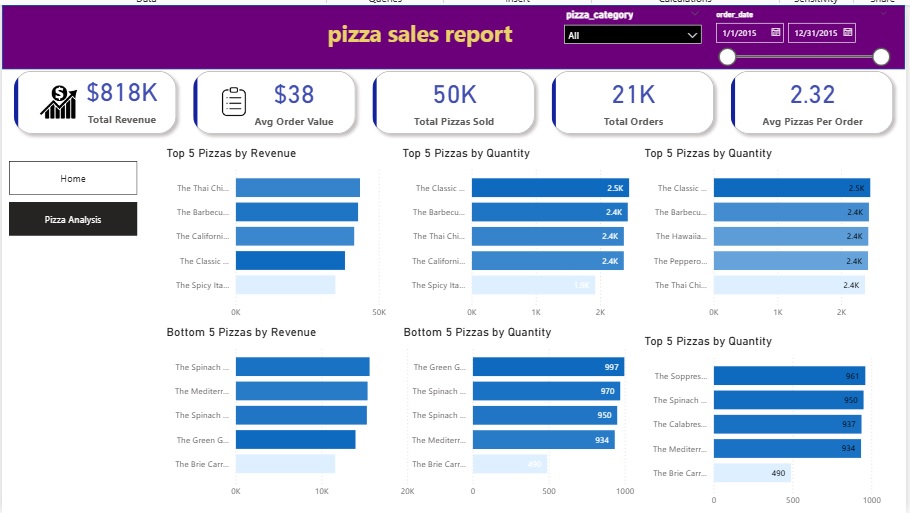 Data
Queries
Insert
Calculations
Sensitivity
Share
pizza sales report
pizza_category
All
order_date
1/1/2015
12/31/2015
$818K
Total Revenue
$38
Avg Order Value
50K
Total Pizzas Sold
21K
Total Orders
2.32
Avg Pizzas Per Order
Home
Pizza Analysis
Top 5 Pizzas by Revenue
The Thai Chi...
The Barbecu...
The Californi...
The Classic ...
The Spicy Ita...
0K
50K
Top 5 Pizzas by Quantity
The Classic ... 2.5K
The Barbecu... 2.4K
The Thai Chi... 2.4K
The Californi... 2.4K
The Spicy Ita...
0K 1K 2K
Top 5 Pizzas by Quantity
The Classic ... 2.5K
The Barbecu... 2.4K
The Hawaiia... 2.4K
The Peppero... 2.4K
The Thai Chi... 2.4K
0K 1K 2K
Bottom 5 Pizzas by Revenue
The Spinach ...
The Mediterr...
The Spinach ...
The Green G...
The Brie Carr...
0K 10K 20K
Bottom 5 Pizzas by Quantity
The Green G... 997
The Spinach ... 970
The Spinach ... 950
The Mediterr... 934
The Brie Carr... 490
0 500 1000
Top 5 Pizzas by Quantity
The Soppres... 961
The Spinach ... 950
The Calabres... 937
The Mediterr... 934
The Brie Carr... 490
0 500 1000